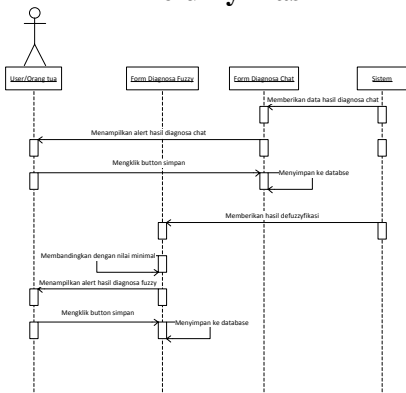 User/Orang tua
Form Diagnosa Fuzzy
Form Diagnosa Chat
Sistem
Memberikan data hasil diagnosa chat
Menampilkan alert hasil diagnosa chat
Mengklik button simpan
Menyimpan ke databse
Memberikan hasil defuzzyfikasi
Membandingkan dengan nilai minimal
Menampilkan alert hasil diagnosa fuzzy
Mengklik button simpan
Menyimpan ke database